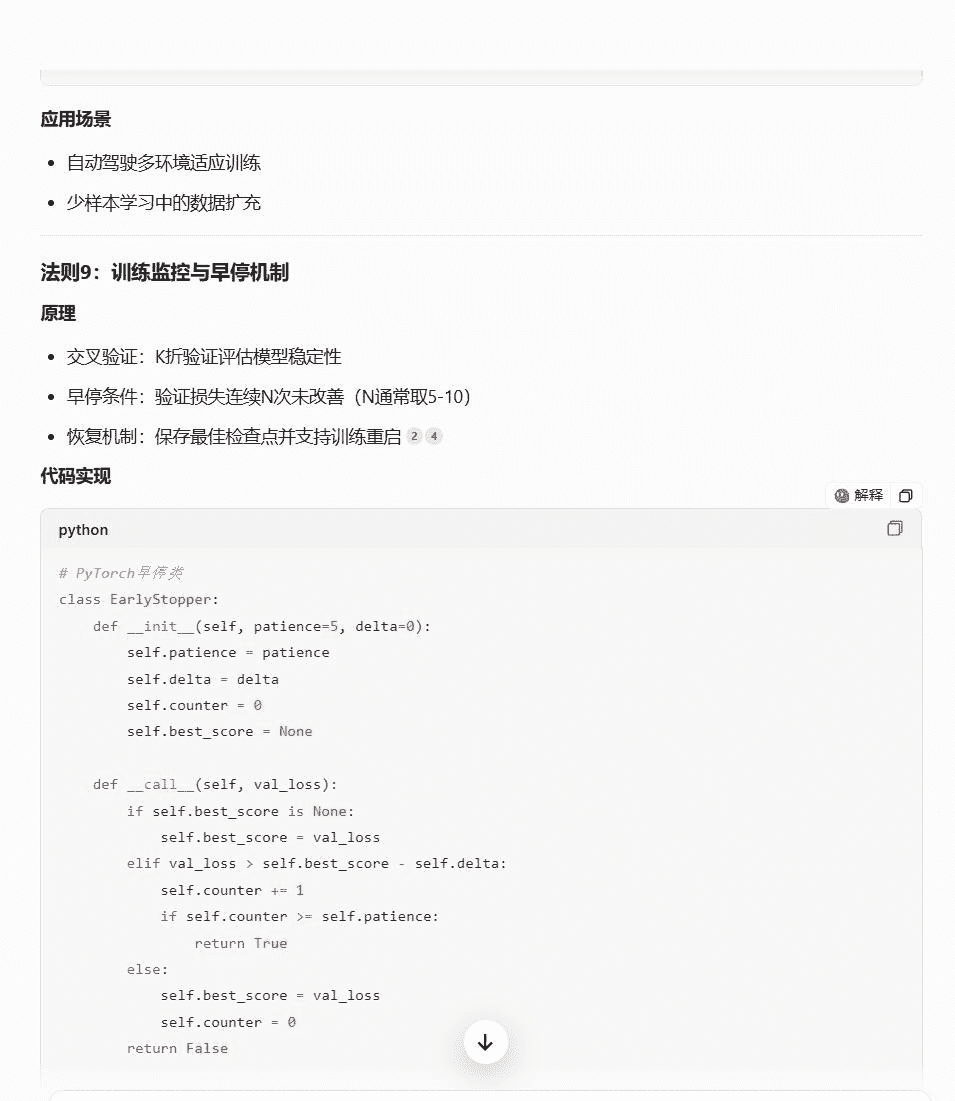 应用场景
• 自动驾驶多环境适应训练
• 少样本学习中的数据扩充
法则9：训练监控与早停机制
原理
• 交叉验证：K折验证评估模型稳定性
• 早停条件：验证损失连续N次未改善（N通常取5-10）
• 恢复机制：保存最佳检查点并支持训练重启 2 4
代码实现
解释
python
# PyTorch早停类
class EarlyStopper:
    def __init__(self, patience=5, delta=0):
        self.patience = patience
        self.delta = delta
        self.counter = 0
        self.best_score = None
    def __call__(self, val_loss):
        if self.best_score is None:
            self.best_score = val_loss
        elif val_loss > self.best_score - self.delta:
            self.counter += 1
            if self.counter >= self.patience:
                return True
        else:
            self.best_score = val_loss
            self.counter = 0
        return False